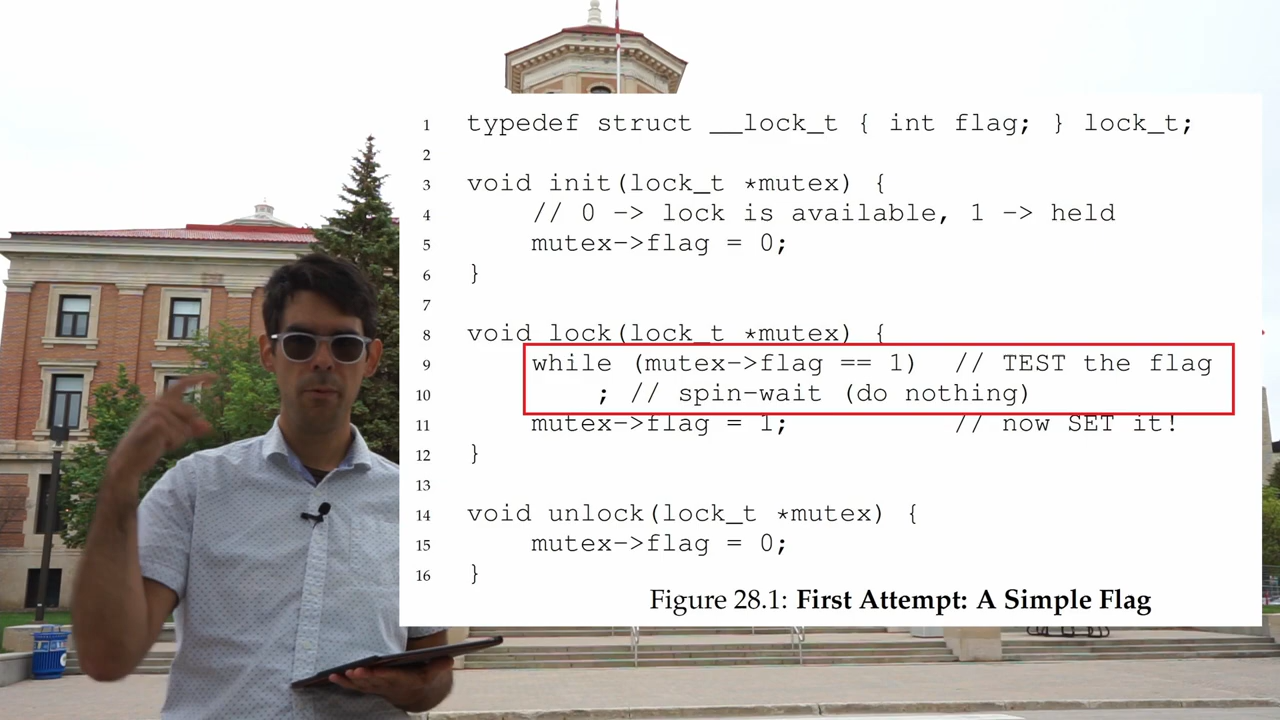 1 typedef struct __lock_t { int flag; } lock_t;
2
3 void init(lock_t *mutex) {
4 // 0 -> lock is available, 1 -> held
5 mutex->flag = 0;
6 }
7
8 void lock(lock_t *mutex) {
9 while (mutex->flag == 1) // TEST the flag
10 ; // spin-wait (do nothing)
11 mutex->flag = 1; // now SET it!
12 }
13
14 void unlock(lock_t *mutex) {
15 mutex->flag = 0;
16 }
Figure 28.1: First Attempt: A Simple Flag